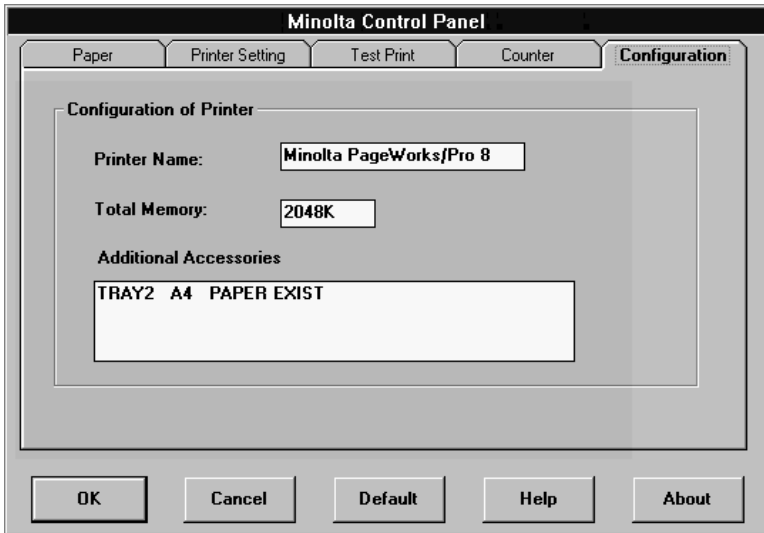 Minolta Control Panel
Paper Printer Setting Test Print Counter Configuration
Configuration of Printer
Printer Name: Minolta PageWorks/Pro 8
Total Memory: 2048K
Additional Accessories
TRAY2 A4 PAPER EXIST
OK Cancel Default Help About